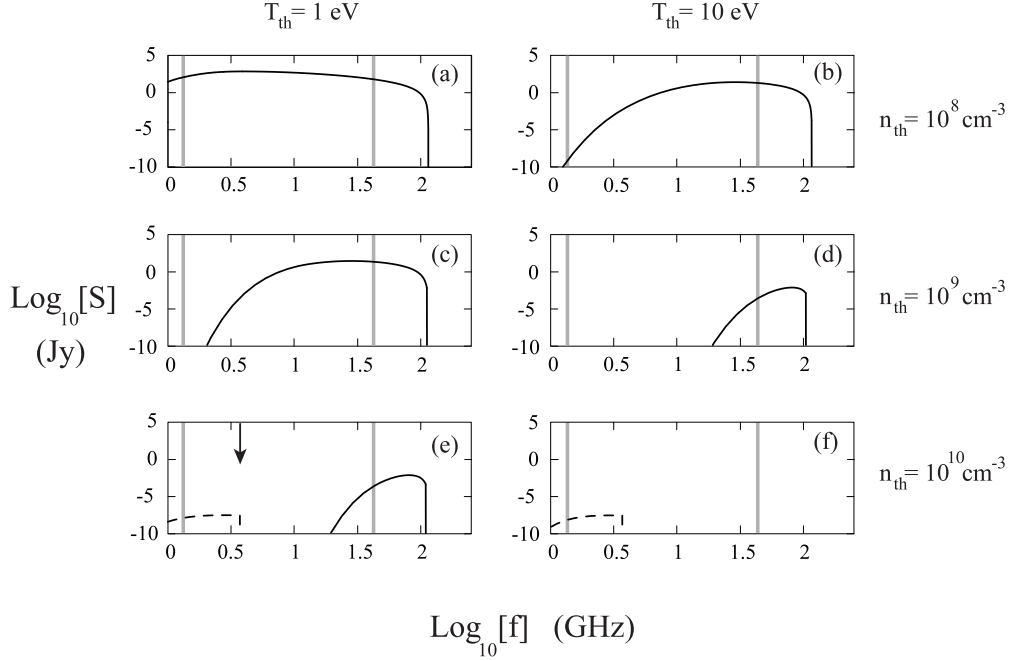 T_th = 1 eV T_th = 10 eV
5 (a) 5 (b)
0 0
-5 -5
-10 -10
0 0.5 1 1.5 2 0 0.5 1 1.5 2
n_th = 10^8 cm^-3
5 (c) 5 (d)
0 0
-5 -5
-10 -10
0 0.5 1 1.5 2 0 0.5 1 1.5 2
n_th = 10^9 cm^-3
Log_10[S]
(Jy)
5 (e) 5 (f)
0 0
-5 -5
-10 -10
0 0.5 1 1.5 2 0 0.5 1 1.5 2
n_th = 10^10 cm^-3
Log_10[f] (GHz)